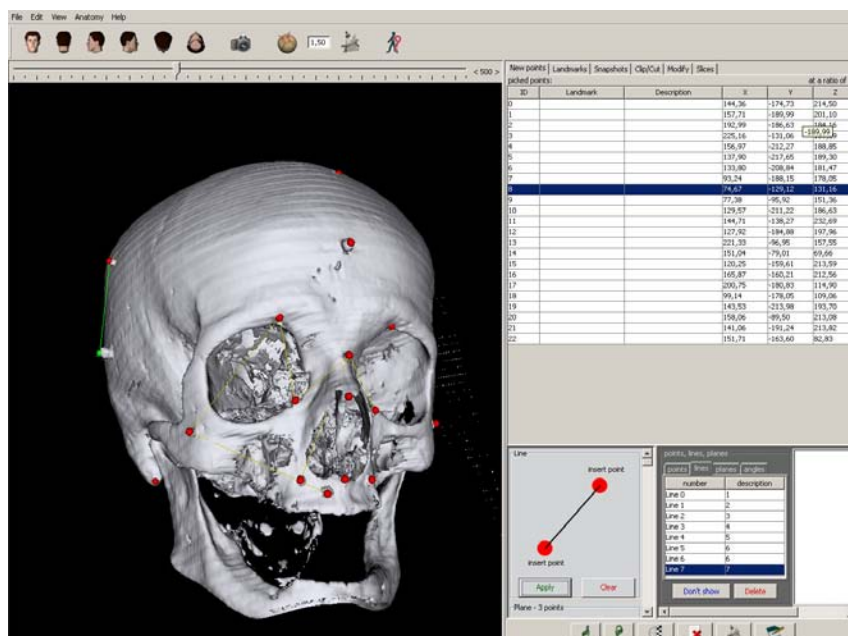 File Edit View Anatomy Help
1,50
< 500 >
New points Landmarks Snapshots Clip/Cut Modify Slices
picked points: at a ratio of
ID Landmark Description X Y Z
0 144,36 -174,73 214,50
1 157,71 -189,99 201,10
2 192,99 -186,63
-189,99
3 225,16 -131,06
4 156,97 -212,27 188,85
5 137,90 -217,65 189,30
6 133,80 -208,84 181,47
7 93,24 -188,15 178,05
8 74,67 -129,12 131,16
9 77,38 -95,92 151,36
10 129,57 -211,22 186,63
11 144,71 -138,27 232,69
12 127,92 -184,88 197,96
13 221,33 -96,95 157,55
14 151,04 -79,01 69,66
15 120,25 -159,61 213,59
16 165,87 -160,21 212,56
17 200,75 -180,83 114,90
18 99,14 -178,05 109,06
19 143,53 -213,98 193,70
20 158,06 -89,50 213,08
21 141,06 -191,24 213,82
22 151,71 -163,60 82,83
Line
insert point
insert point
Apply Clear
Plane - 3 points
points, lines, planes
points lines planes angles
number description
Line 0 1
Line 1 2
Line 2 3
Line 3 4
Line 4 5
Line 5 6
Line 6 6
Line 7 7
Don't show Delete